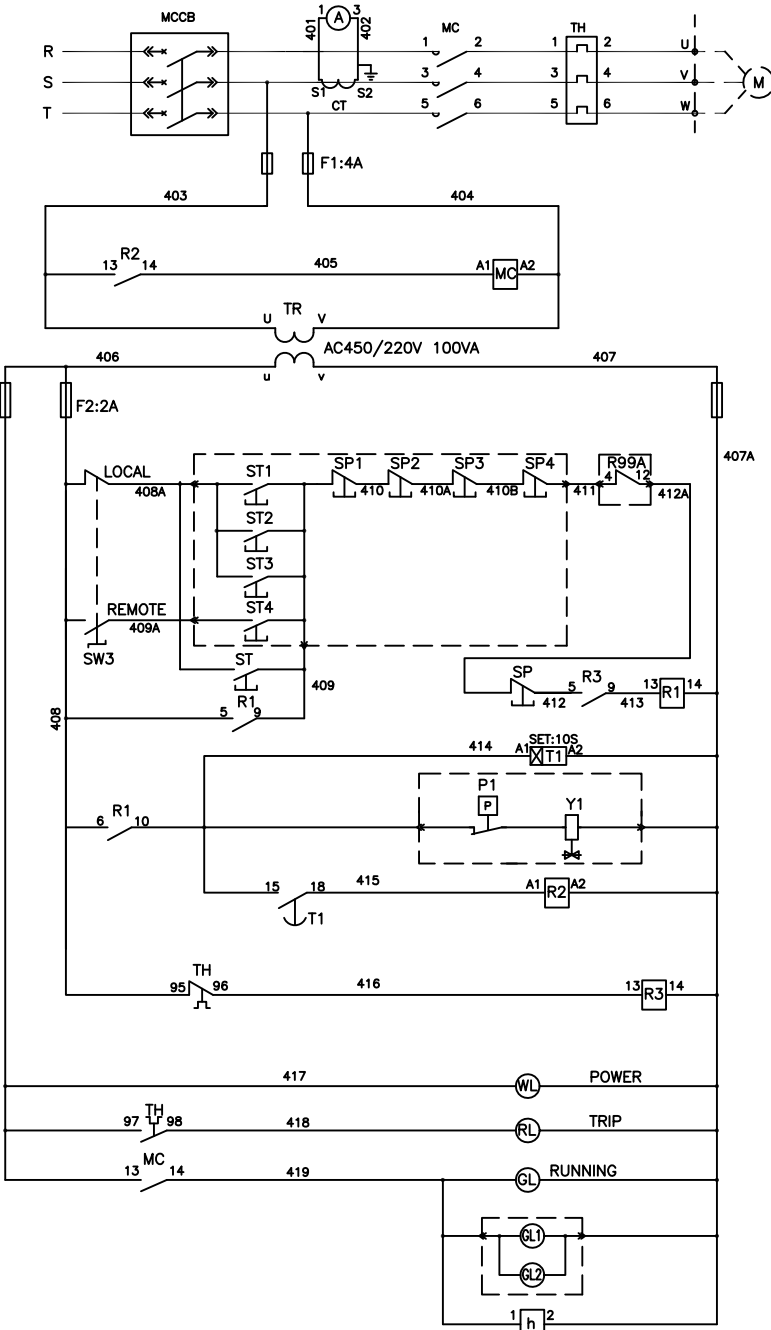 MCCB
1 A 3
401 402
MC
TH
R
1 2
1 2
U
S
S1 S2
3 4
3 4
V
M
T
CT
5 6
5 6
W
F1:4A
403
404
R2
13 14
405
A1 MC A2
TR
U V
AC450/220V 100VA
406
407
u v
F2:2A
407A
LOCAL
408A
ST1
SP1
SP2
SP3
SP4
R99A
410
410A
410B
411
4 12
412A
ST2
ST3
REMOTE
409A
ST4
SW3
ST
409
SP
R3
5 9
412
413
13 R1 14
R1
5 9
408
414
SET:10S
A1 T1 A2
P1
P
Y1
R1
6 10
15 18
T1
415
A1 R2 A2
TH
95 96
416
13 R3 14
417
WL
POWER
TH
97 98
418
RL
TRIP
MC
13 14
419
GL
RUNNING
GL1
GL2
1 h 2